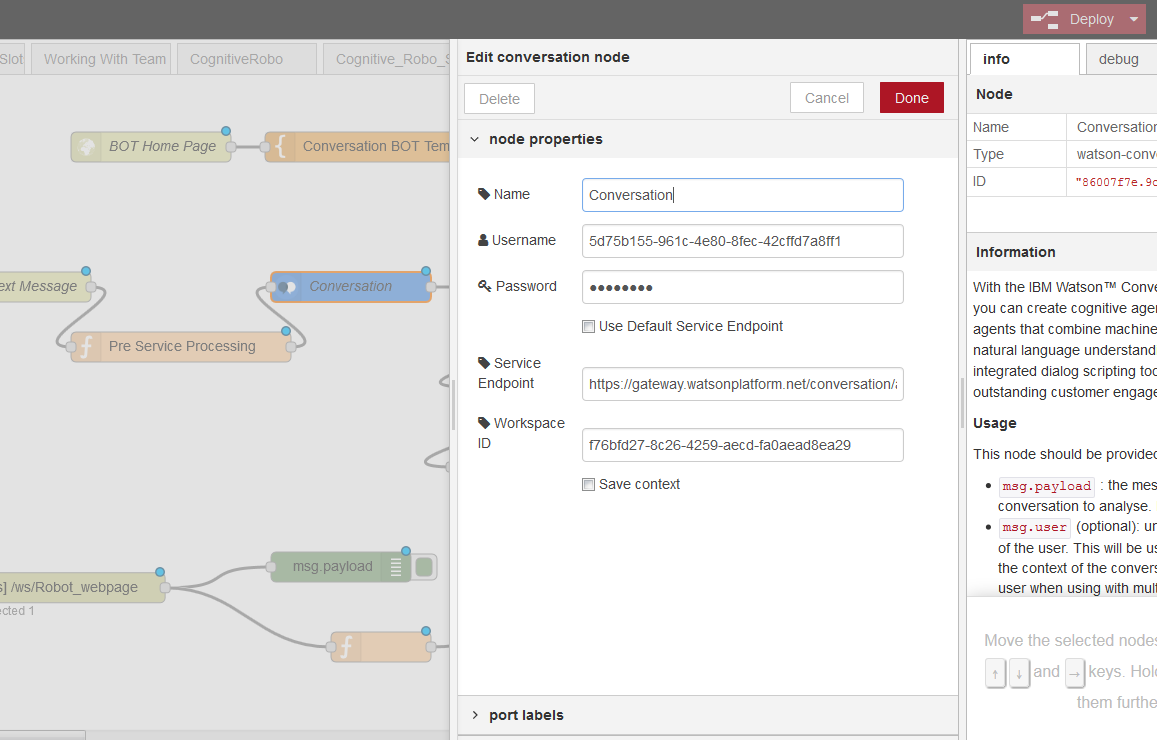 Deploy
Slot
Working With Team
CognitiveRobo
Cognitive_Robo_S
BOT Home Page
Conversation BOT Tem
ext Message
Conversation
Pre Service Processing
msg.payload
s] /ws/Robot_webpage
ected 1
Edit conversation node
Delete
Cancel
Done
node properties
Name
Conversation
Username
5d75b155-961c-4e80-8fec-42cffd7a8ff1
Password
●●●●●●●●
Use Default Service Endpoint
Service
Endpoint
https://gateway.watsonplatform.net/conversation/a
Workspace
ID
f76bfd27-8c26-4259-aecd-fa0aead8ea29
Save context
port labels
info
debug
Node
Name
Conversation
Type
watson-conv
ID
"86007f7e.9c
Information
With the IBM Watson™ Conve
you can create cognitive age
agents that combine machine
natural language understand
integrated dialog scripting too
outstanding customer engage
Usage
This node should be provided
• msg.payload : the mes
conversation to analyse.
• msg.user (optional): un
of the user. This will be us
the context of the convers
user when using with mult
Move the selected nodes
↑ ↓ and → keys. Hold
them furthe